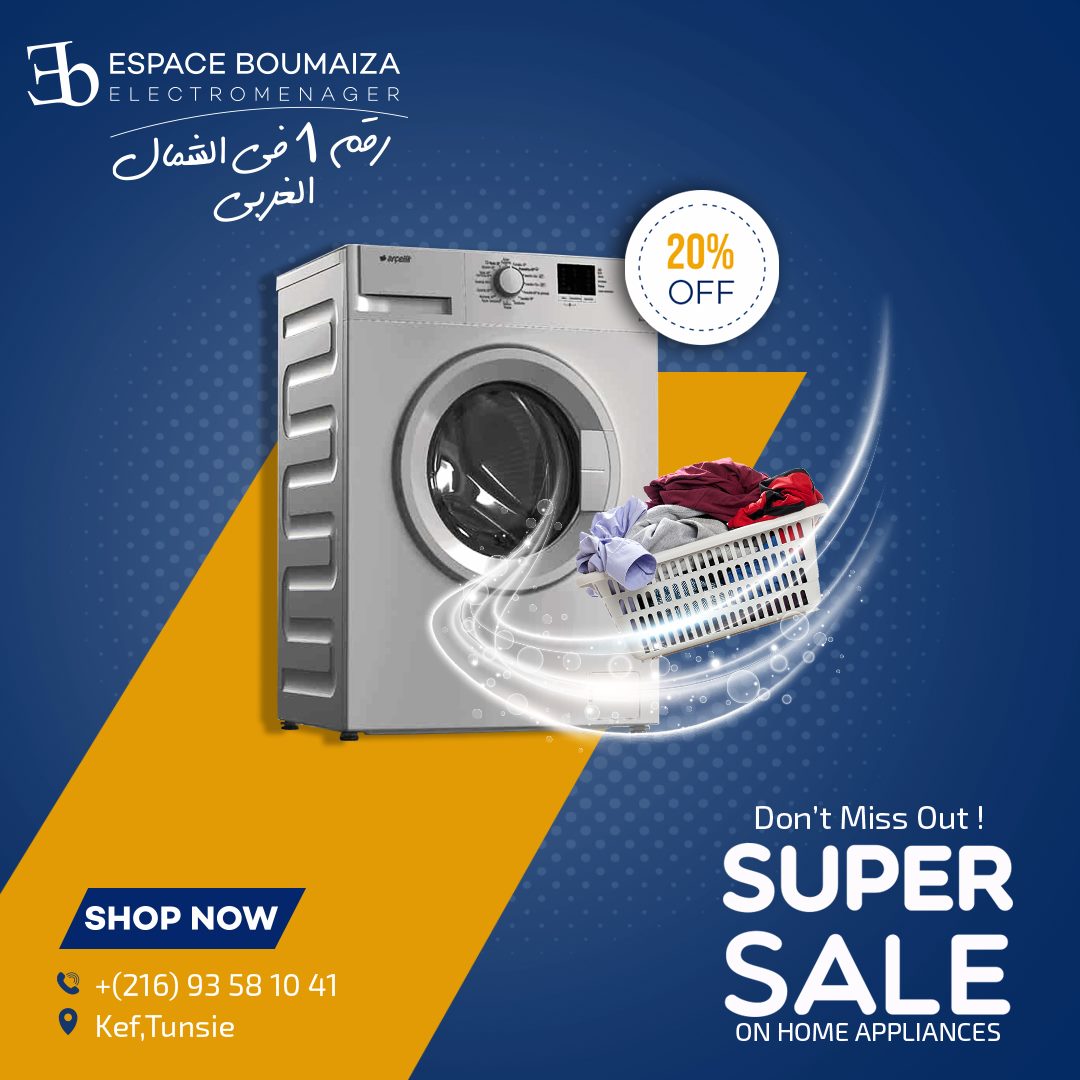 ESPACE BOUMAIZA
ELECTROMENAGER
رقم 1 في الشمال
الغربي
arçelik
20%
OFF
Don't Miss Out !
SUPER
SALE
ON HOME APPLIANCES
SHOP NOW
+(216) 93 58 10 41
Kef,Tunsie